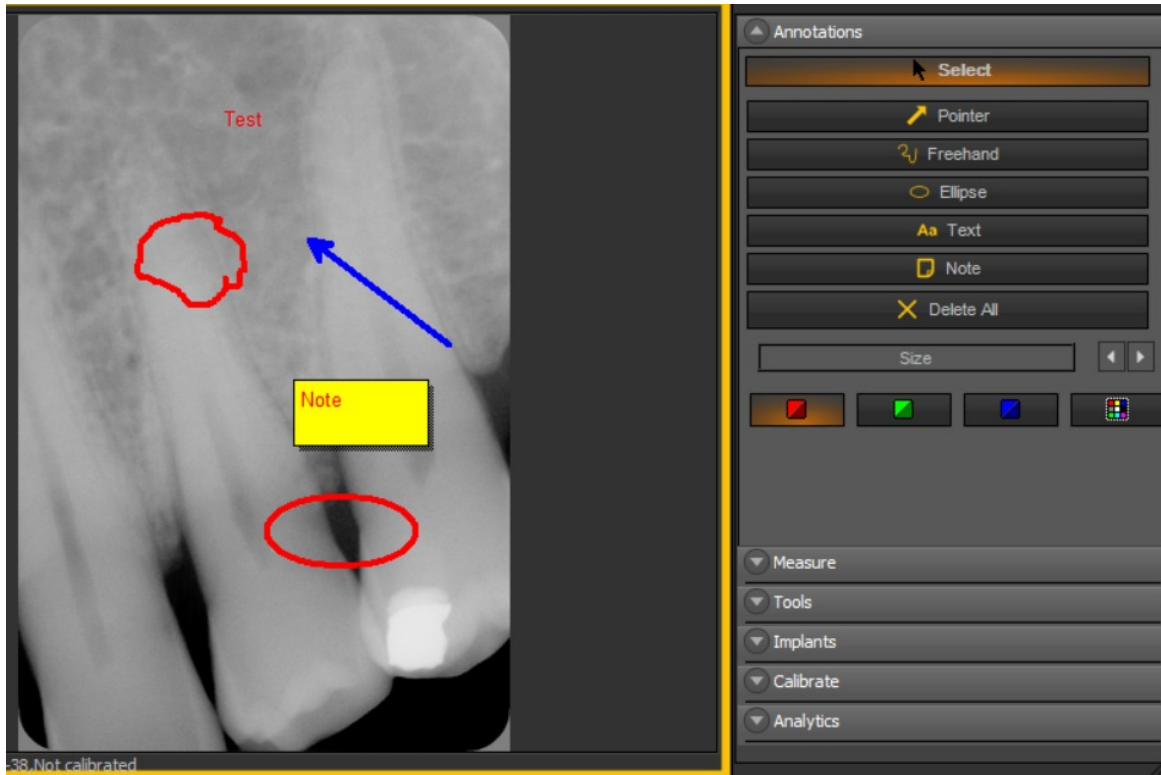 Test
Note
-38,Not calibrated
Annotations
Select
Pointer
Freehand
Ellipse
Aa Text
Note
Delete All
Size
Measure
Tools
Implants
Calibrate
Analytics